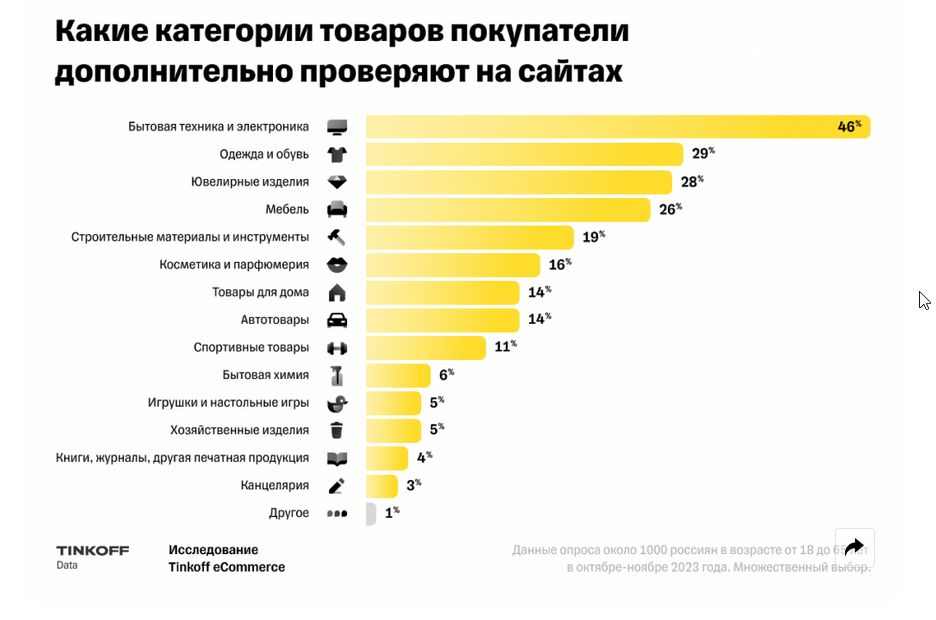 Какие категории товаров покупатели
дополнительно проверяют на сайтах
Бытовая техника и электроника 46%
Одежда и обувь 29%
Ювелирные изделия 28%
Мебель 26%
Строительные материалы и инструменты 19%
Косметика и парфюмерия 16%
Товары для дома 14%
Автотовары 14%
Спортивные товары 11%
Бытовая химия 6%
Игрушки и настольные игры 5%
Хозяйственные изделия 5%
Книги, журналы, другая печатная продукция 4%
Канцелярия 3%
Другое 1%
TINKOFF
Data
Исследование
Tinkoff eCommerce
Данные опроса около 1000 россиян в возрасте от 18 до
в октябре-ноябре 2023 года. Множественный выбор.